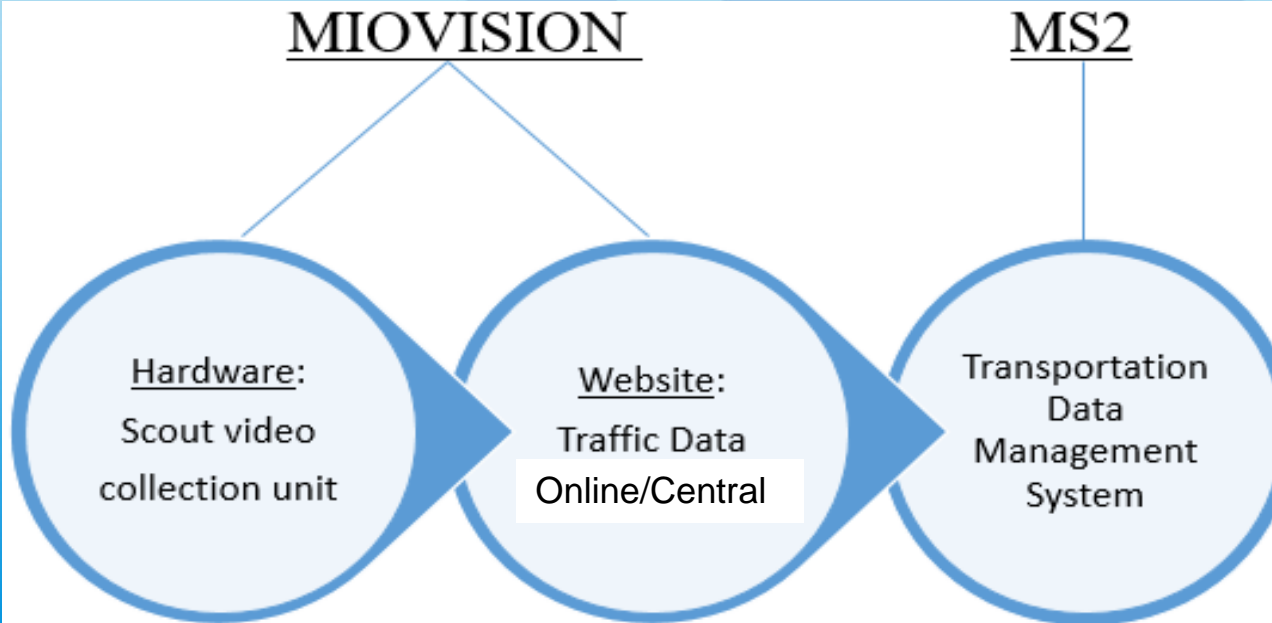 MIOVISION
MS2
Hardware:
Scout video
collection unit
Website:
Traffic Data
Online/Central
Transportation
Data
Management
System